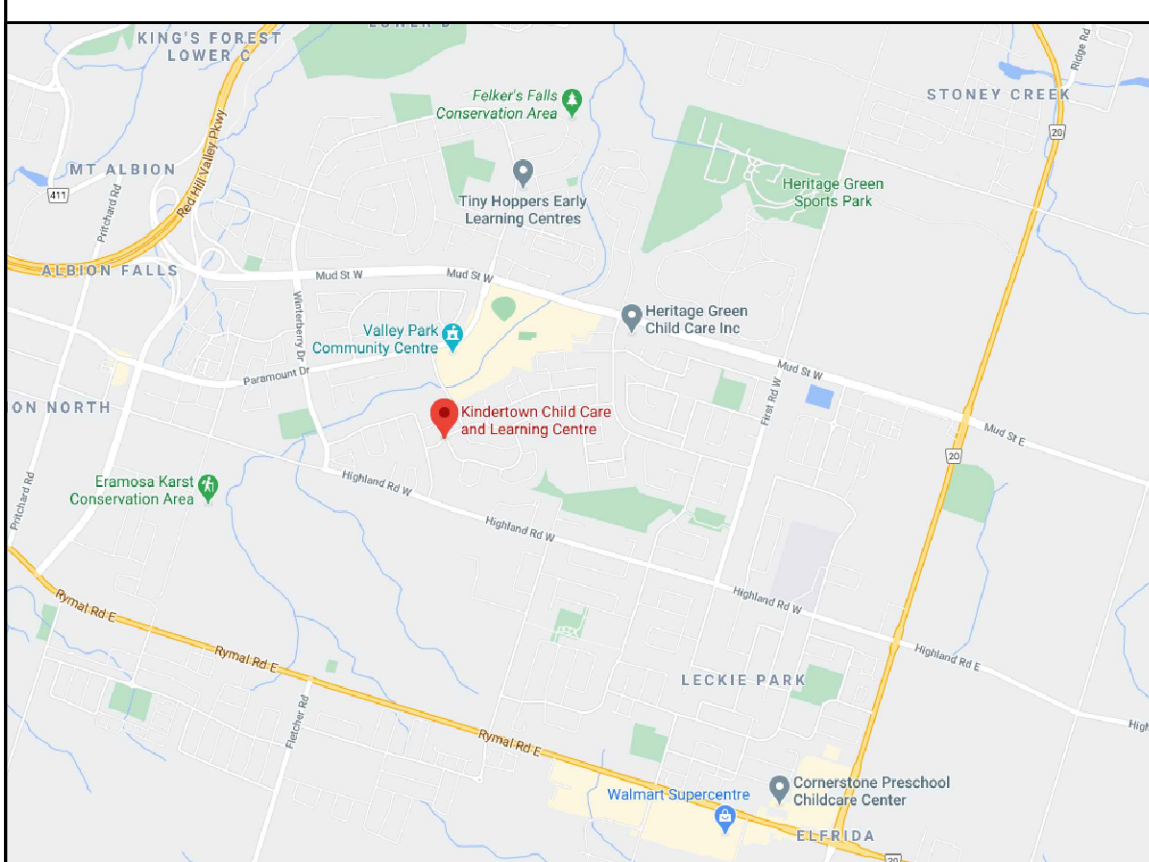 KING'S FOREST
LOWER C
Ridge Rd
Felker's Falls
Conservation Area
STONEY CREEK
20
Red Hill Valley Pkwy
MT ALBION
411
Pritchard Rd
Tiny Hoppers Early
Learning Centres
Heritage Green
Sports Park
ALBION FALLS
Mud St W
Mud St W
Winterberry Dr
Heritage Green
Child Care Inc
Valley Park
Community Centre
Paramount Dr
Mud St W
First Rd W
ON NORTH
Kindertown Child Care
and Learning Centre
Mud St E
20
Highland Rd W
Eramosa Karst
Conservation Area
Pritchard Rd
Highland Rd W
Rymal Rd E
Highland Rd W
Rymal Rd E
Highland Rd E
LECKIE PARK
Fletcher Rd
High
Rymal Rd E
Cornerstone Preschool
Childcare Center
Walmart Supercentre
ELFRIDA
20